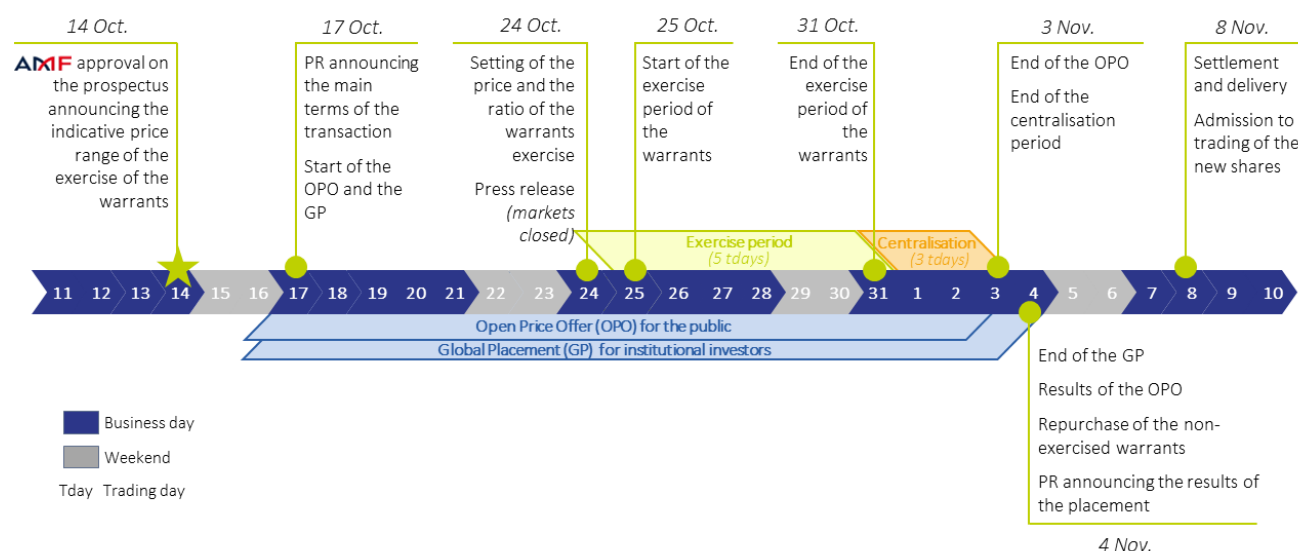 14 Oct.
AMF approval on
the prospectus
announcing the
indicative price
range of the
exercise of the
warrants
17 Oct.
PR announcing
the main
terms of the
transaction
Start of the
OPO and the
GP
24 Oct.
Setting of the
price and the
ratio of the
warrants
exercise
Press release
(markets
closed)
25 Oct.
Start of the
exercise
period of
the
warrants
31 Oct.
End of the
exercise
period of
the
warrants
3 Nov.
End of the OPO
End of the
centralisation
period
8 Nov.
Settlement
and delivery
Admission to
trading of the
new shares
Exercise period
(5 tdays)
Centralisation
(3 tdays)
11 12 13 14 15 16 17 18 19 20 21 22 23 24 25 26 27 28 29 30 31 1 2 3 4 5 6 7 8 9 10
Open Price Offer (OPO) for the public
Global Placement (GP) for institutional investors
End of the GP
Results of the OPO
Repurchase of the non-
exercised warrants
PR announcing the results of
the placement
4 Nov.
Business day
Weekend
Tday Trading day